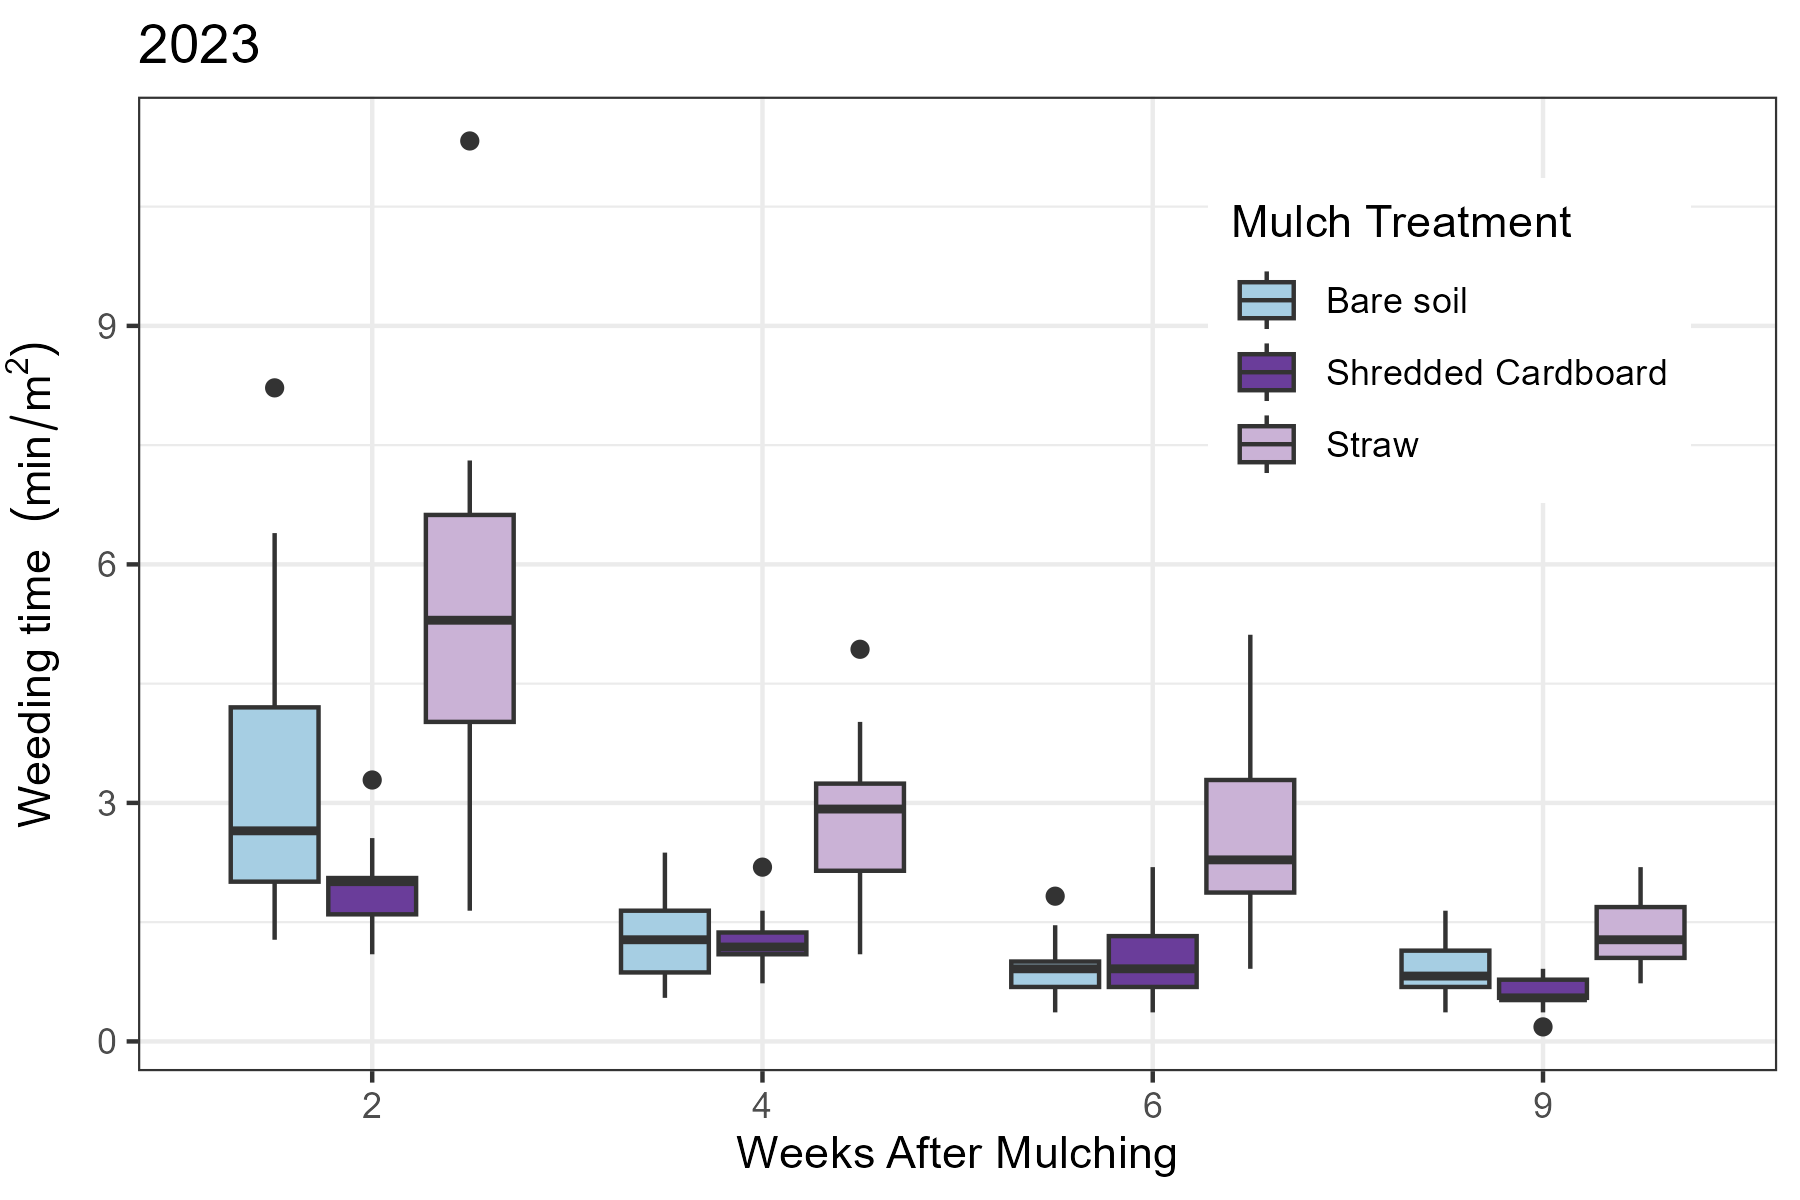 2023
Weeding time (min/m²)
9
6
3
0
Mulch Treatment
Bare soil
Shredded Cardboard
Straw
2 4 6 9
Weeks After Mulching